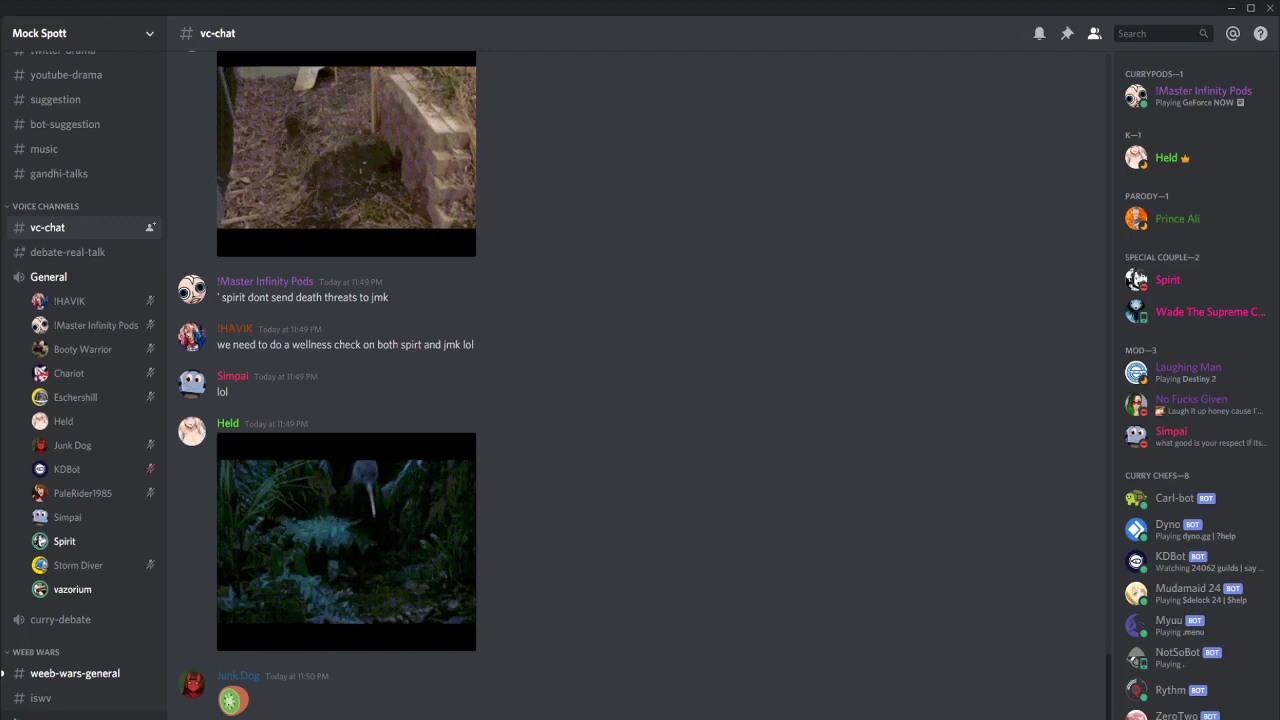 Mock Spott
twitter-drama
# youtube-drama
# suggestion
# bot-suggestion
# music
# gandhi-talks
VOICE CHANNELS
# vc-chat
# debate-real-talk
General
!HAVIK
!Master Infinity Pods
Booty Warrior
Chariot
Eschershill
Held
Junk Dog
KDBot
PaleRider1985
Simpai
Spirit
Storm Diver
vazorium
curry-debate
WEEB WARS
# weeb-wars-general
# iswv
# vc-chat
Search
!Master Infinity Pods Today at 11:49 PM
' spirit dont send death threats to jmk
!HAVIK Today at 11:49 PM
we need to do a wellness check on both spirt and jmk lol
Simpai Today at 11:49 PM
lol
Held Today at 11:49 PM
Junk Dog Today at 11:50 PM
CURRYPODS—1
!Master Infinity Pods
Playing GeForce NOW
K—1
Held
PARODY—1
Prince Ali
SPECIAL COUPLE—2
Spirit
Wade The Supreme C...
MOD—3
Laughing Man
Playing Destiny 2
No Fucks Given
Laugh it up honey cause I'...
Simpai
what good is your respect if its...
CURRY CHEFS—8
Carl-bot BOT
Dyno BOT
Playing dyno.gg | ?help
KDBot BOT
Watching 24062 guilds | say ...
Mudamaid 24 BOT
Playing $delock 24 | $help
Myuu BOT
Playing .menu
NotSoBot BOT
Playing .
Rythm BOT
ZeroTwo BOT